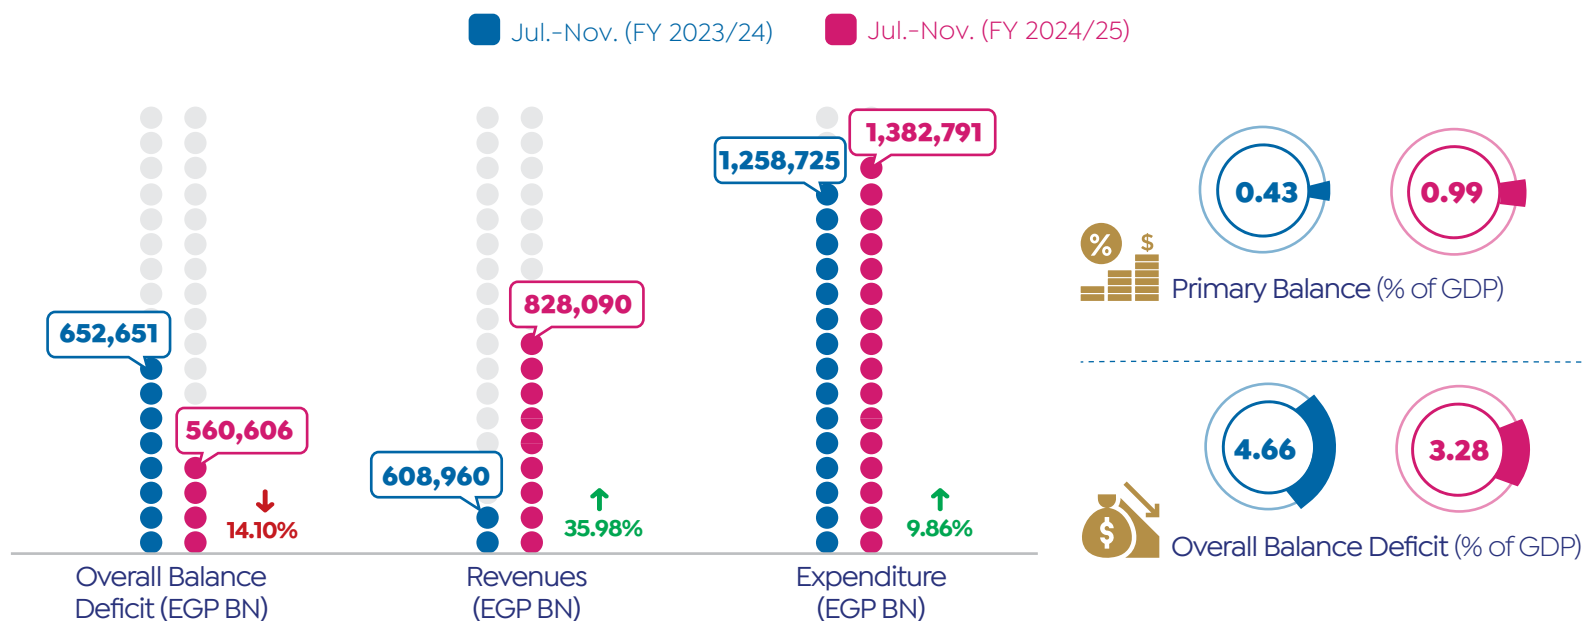 Jul.-Nov. (FY 2023/24)
Jul.-Nov. (FY 2024/25)
652,651
560,606
14.10%
Overall Balance
Deficit (EGP BN)
608,960
828,090
35.98%
Revenues
(EGP BN)
1,258,725
1,382,791
9.86%
Expenditure
(EGP BN)
0.43
0.99
%
$
Primary Balance (% of GDP)
4.66
3.28
$
Overall Balance Deficit (% of GDP)